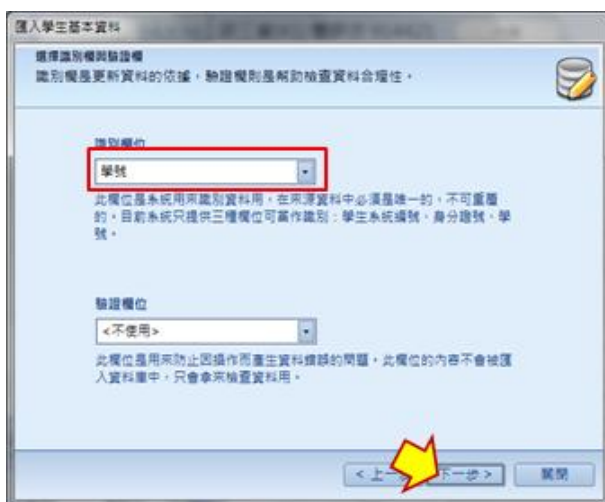 匯入學生基本資料
選擇識別欄與驗證欄
識別欄是更新資料的依據，驗證欄則是幫助檢查資料合理性。
識別欄位
學號
此欄位是系統用來識別資料用，在來源資料中必須是唯一的，不可重覆
的。目前系統只提供三種欄位可當作識別：學生系統編號、身分證號、學
號。
驗證欄位
<不使用>
此欄位是用來防止因操作而產生資料錯誤的問題，此欄位的內容不會被匯
入資料庫中，只會拿來檢查資料用。
<上一
下一步>
關閉